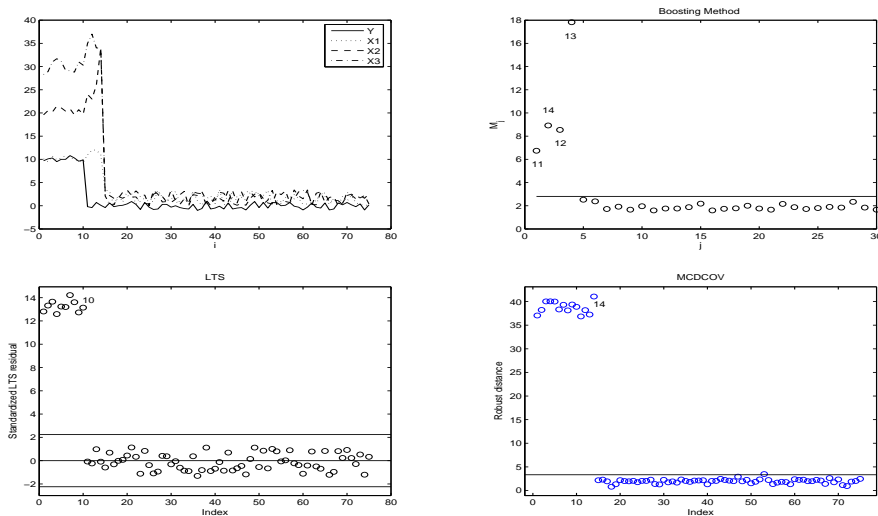 40
35
30
25
20
15
10
5
0
−5
0 10 20 30 40 50 60 70 80
i
Y
X1
X2
X3
Boosting Method
18
16
14
12
10
8
6
4
2
0
0 5 10 15 20 25 30
M_j
j
13
14
12
11
LTS
14
12
10
8
6
4
2
0
−2
0 10 20 30 40 50 60 70 80
Standardized LTS residual
Index
10
MCDCOV
40
35
30
25
20
15
10
5
0
0 10 20 30 40 50 60 70
Robust distance
Index
14